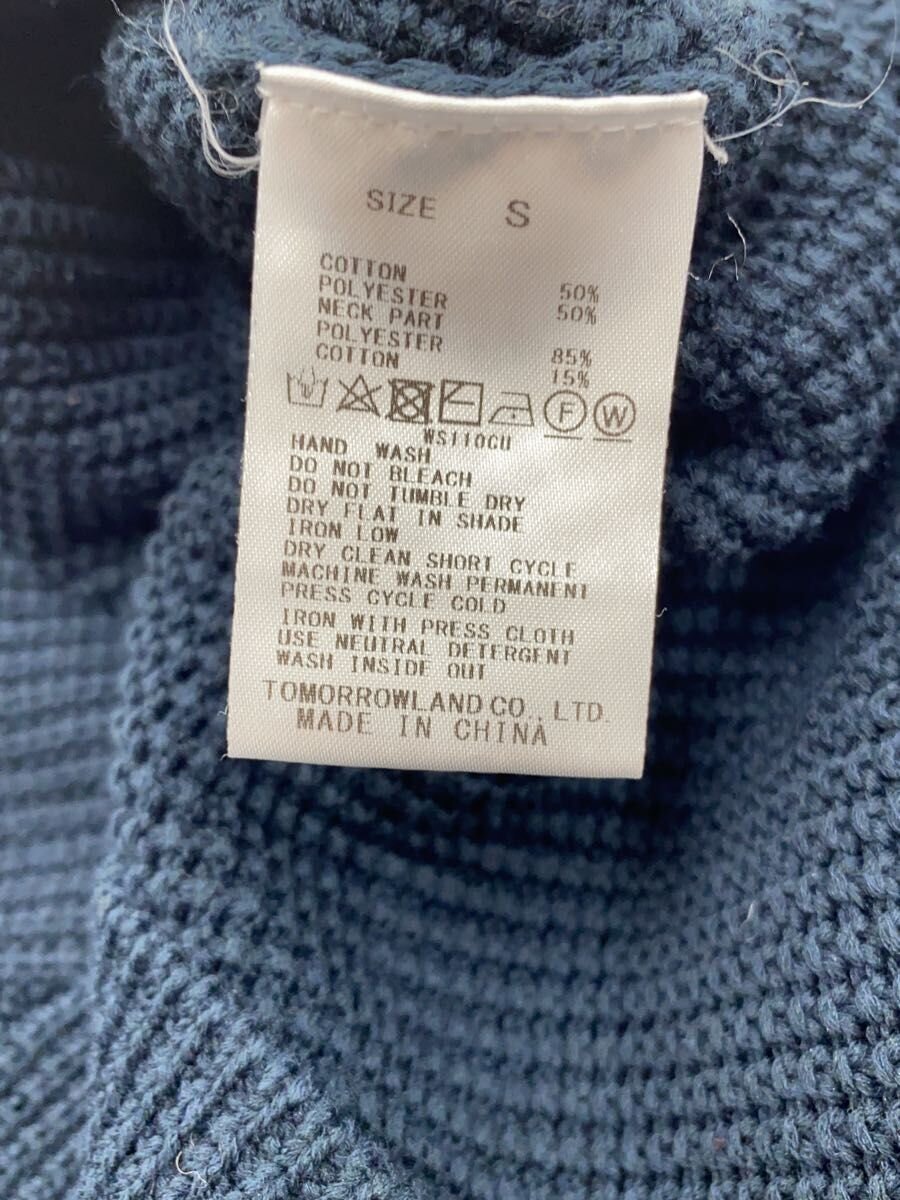 SIZE S
COTTON 50%
POLYESTER 50%
NECK PART
POLYESTER 85%
COTTON 15%
F W
WS110CU
HAND WASH
DO NOT BLEACH
DO NOT TUMBLE DRY
DRY FLAT IN SHADE
IRON LOW
DRY CLEAN SHORT CYCLE
MACHINE WASH PERMANENT
PRESS CYCLE COLD
IRON WITH PRESS CLOTH
USE NEUTRAL DETERGENT
WASH INSIDE OUT
TOMORROWLAND CO., LTD.
MADE IN CHINA